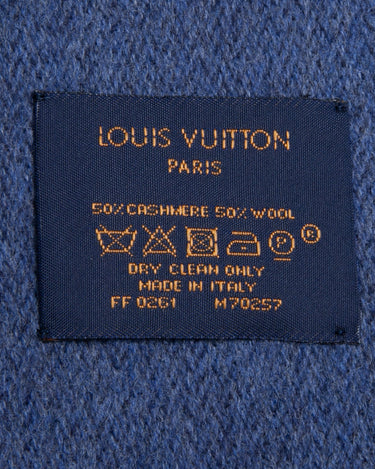 LOUIS VUITTON
PARIS
50% CASHMERE 50% WOOL
P ®
DRY CLEAN ONLY
MADE IN ITALY
FF 0261 M70257